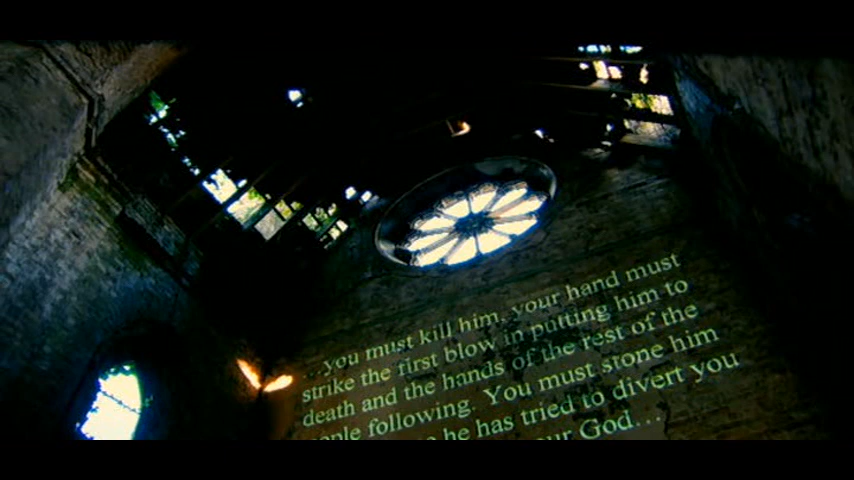 ...you must kill him, your hand must
strike the first blow in putting him to
death and the hands of the rest of the
following. You must stone him
he has tried to divert you
God...